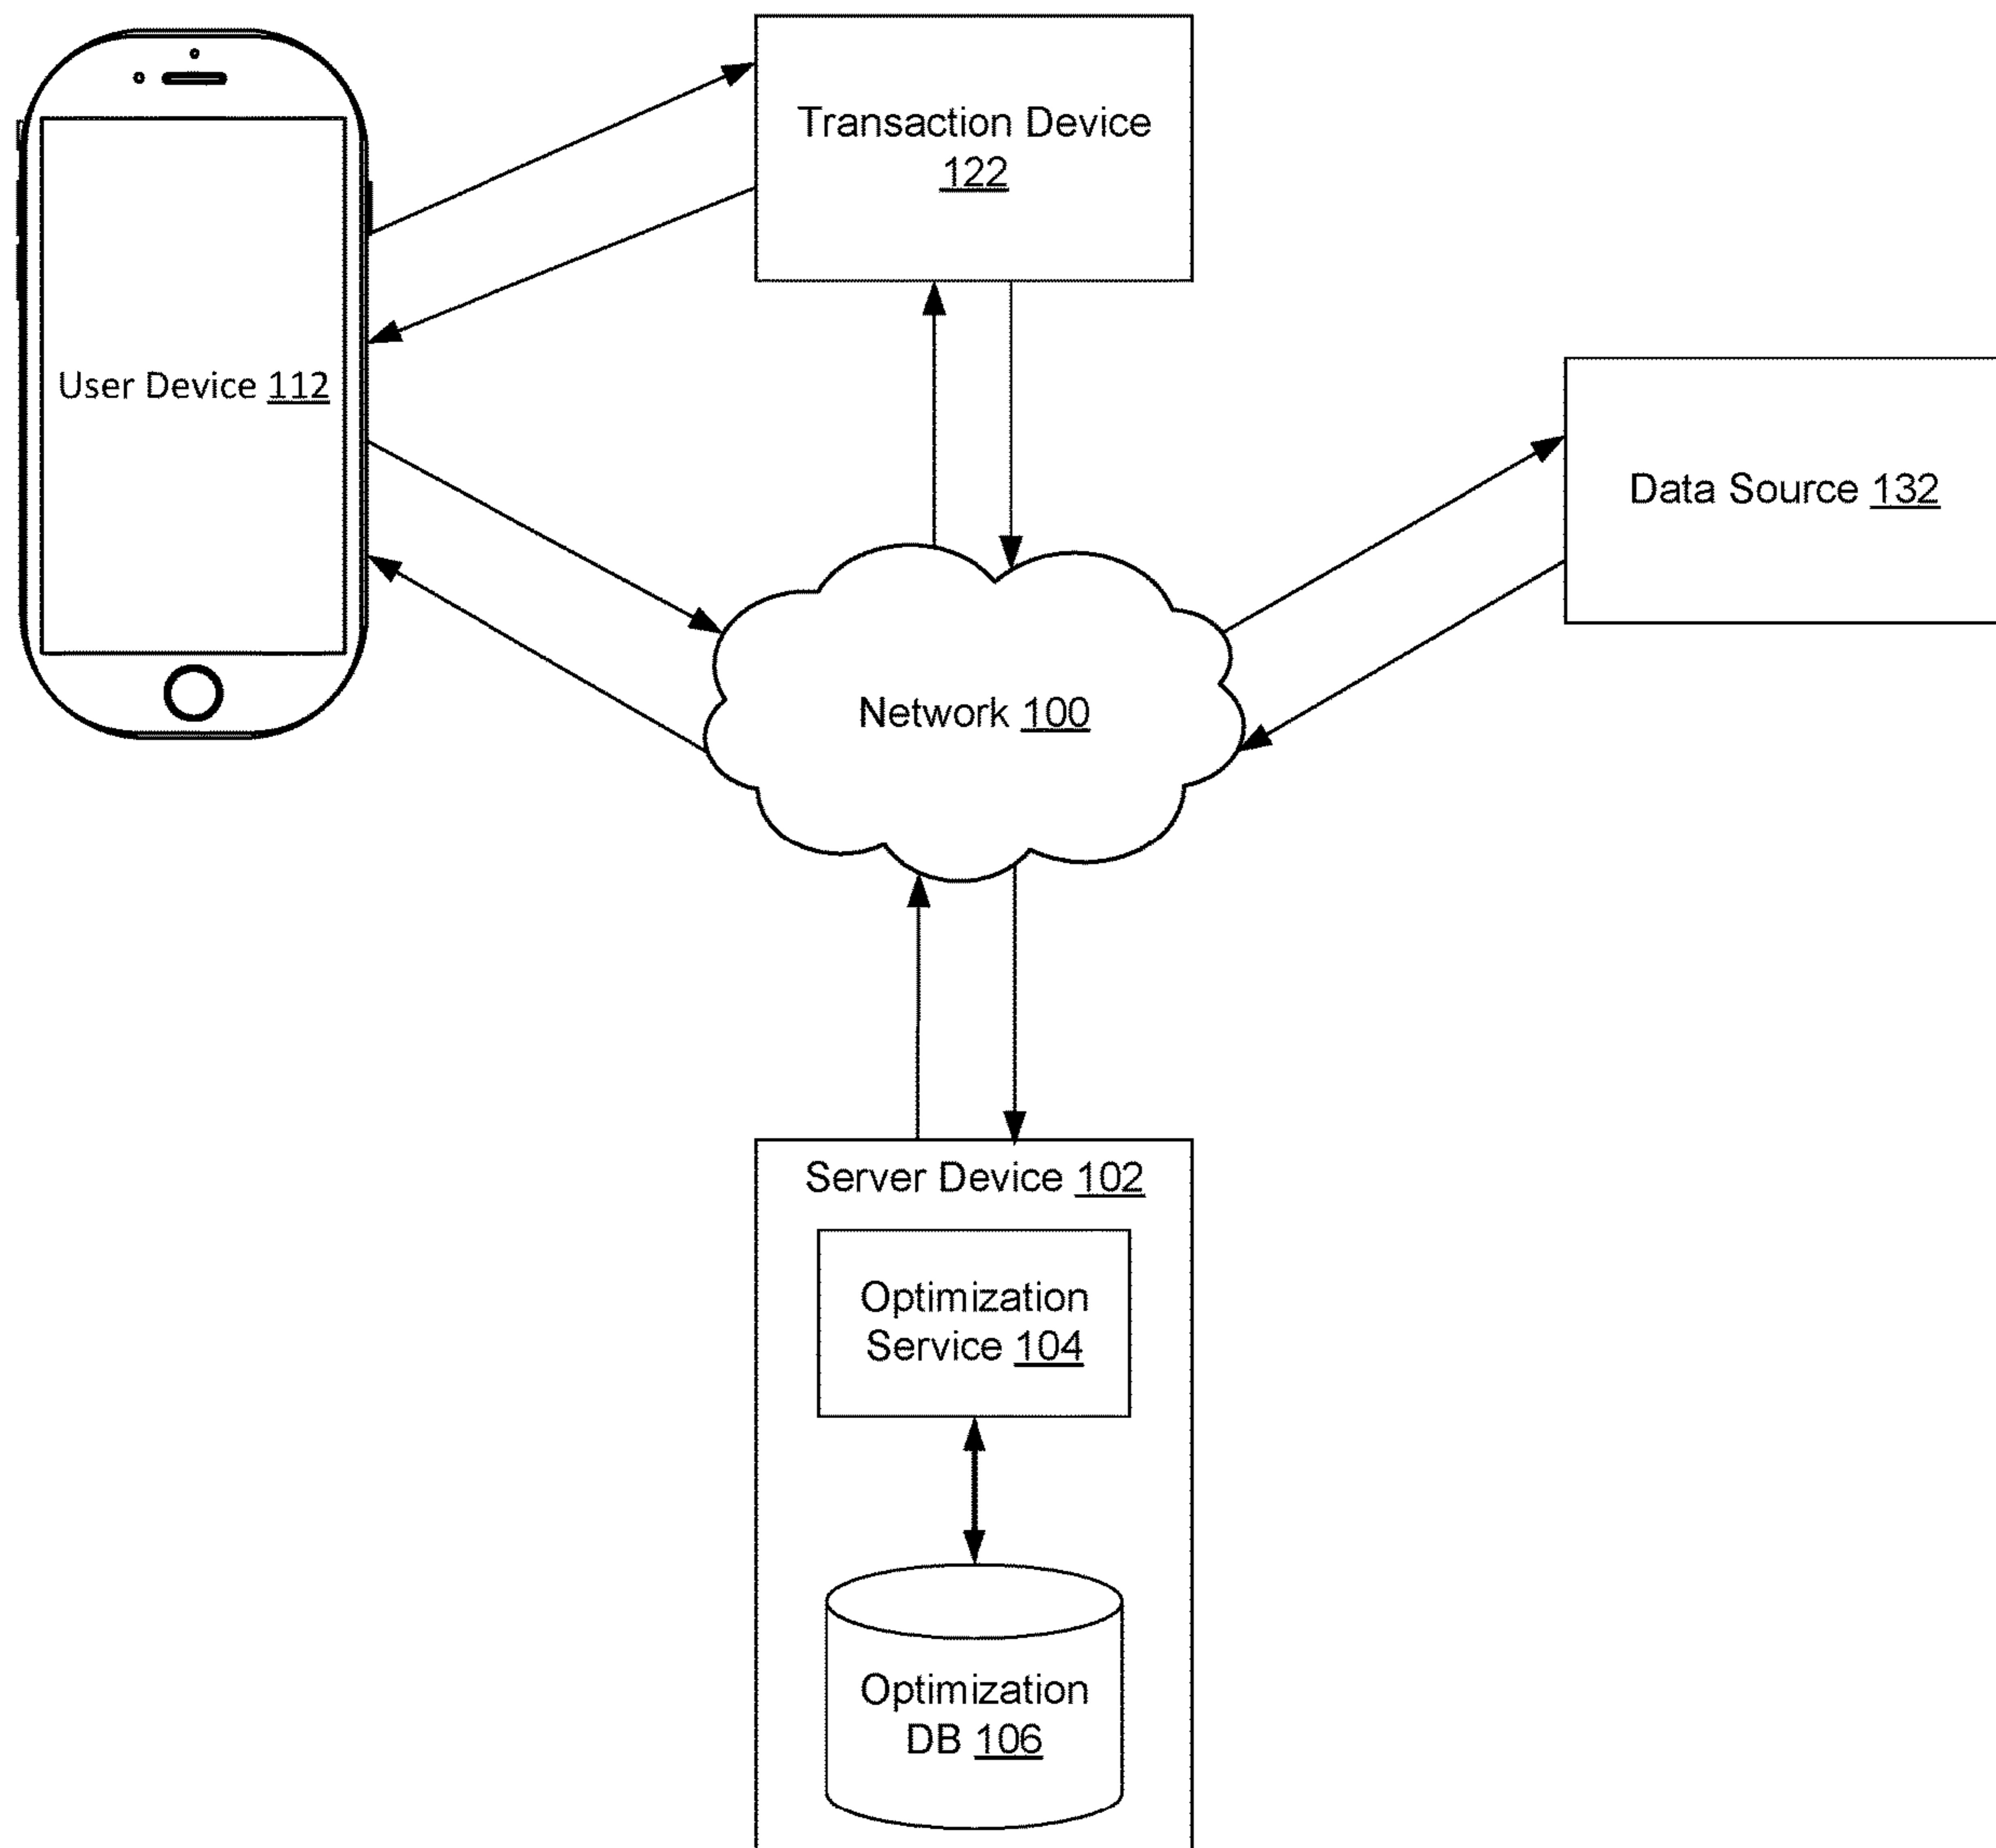 Transaction Device
122
User Device 112
Data Source 132
Network 100
Server Device 102
Optimization
Service 104
Optimization
DB 106